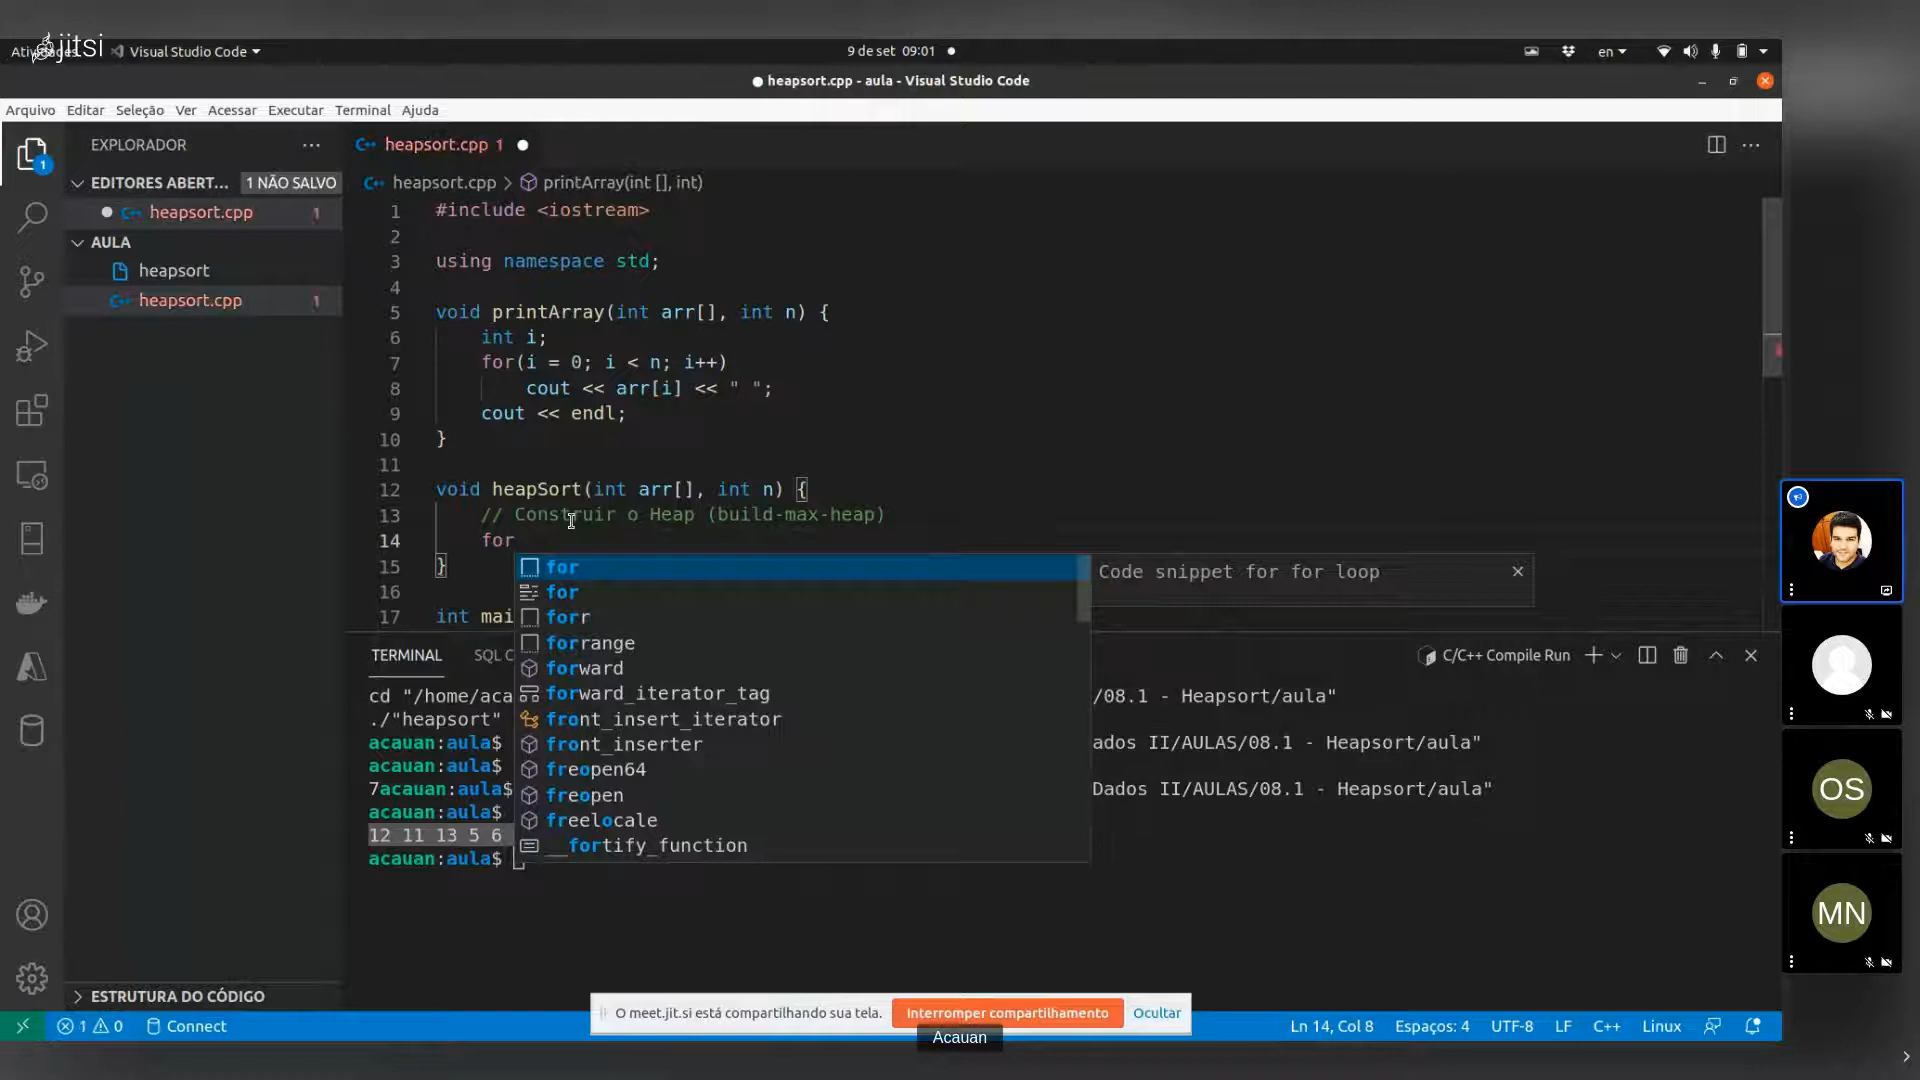 jitsi
Visual Studio Code
9 de set 09:01
en
heapsort.cpp - aula - Visual Studio Code
Arquivo Editar Seleção Ver Acessar Executar Terminal Ajuda
EXPLORADOR
1
EDITORES ABERT... 1 NÃO SALVO
heapsort.cpp 1
AULA
heapsort
heapsort.cpp 1
ESTRUTURA DO CÓDIGO
heapsort.cpp 1
heapsort.cpp > printArray(int [], int)
1 #include <iostream>
2
3 using namespace std;
4
5 void printArray(int arr[], int n) {
6 int i;
7 for(i = 0; i < n; i++)
8 cout << arr[i] << " ";
9 cout << endl;
10 }
11
12 void heapSort(int arr[], int n) {
13 // Construir o Heap (build-max-heap)
14 for
15 }
16
17 int mai
for
for
forr
forrange
forward
forward_iterator_tag
front_insert_iterator
front_inserter
freopen64
freopen
freelocale
__fortify_function
Code snippet for for loop
TERMINAL SQL C
C/C++ Compile Run
cd "/home/aca /08.1 - Heapsort/aula"
./"heapsort"
acauan:aula$ ados II/AULAS/08.1 - Heapsort/aula"
acauan:aula$
7acauan:aula$ Dados II/AULAS/08.1 - Heapsort/aula"
acauan:aula$
12 11 13 5 6
acauan:aula$
OS
MN
O meet.jit.si está compartilhando sua tela. Interromper compartilhamento Ocultar
1 0 Connect
Ln 14, Col 8 Espaços: 4 UTF-8 LF C++ Linux
Acauan